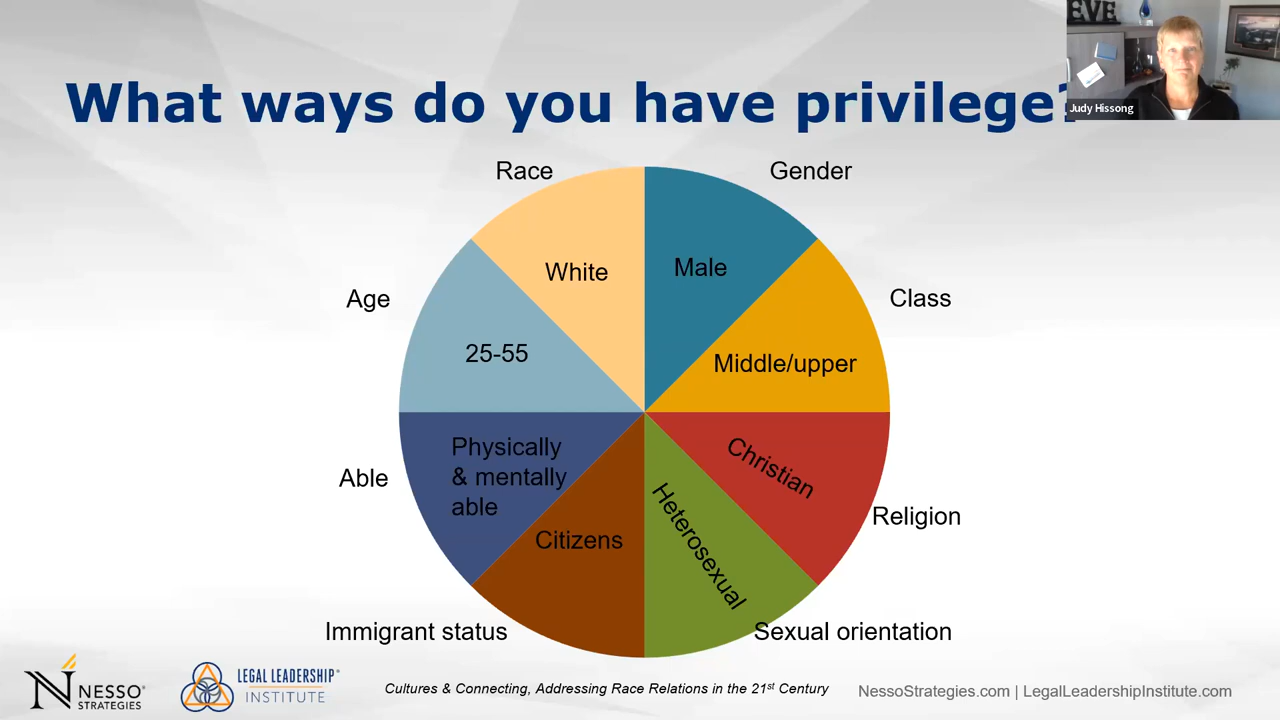 EVE
What ways do you have privilege?
Judy Hissong
Race
Gender
White
Male
Age
Class
25-55
Middle/upper
Physically
& mentally
able
Christian
Able
Heterosexual
Citizens
Religion
Immigrant status
Sexual orientation
N NESSO®
STRATEGIES
LEGAL LEADERSHIP®
INSTITUTE
Cultures & Connecting, Addressing Race Relations in the 21st Century
NessoStrategies.com | LegalLeadershipInstitute.com